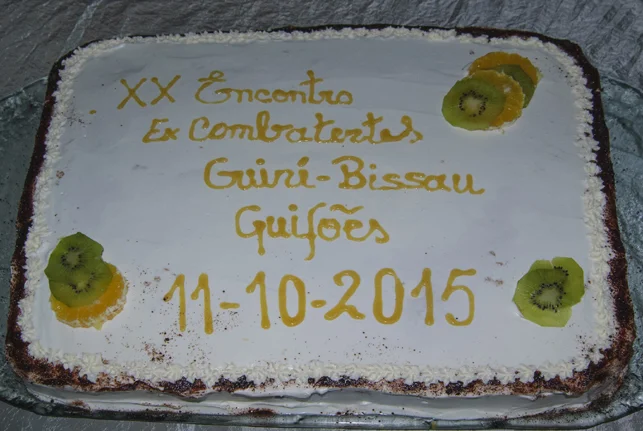 XX Encontro
Ex Combatentes
Guiné-Bissau
Guifões
11-10-2015